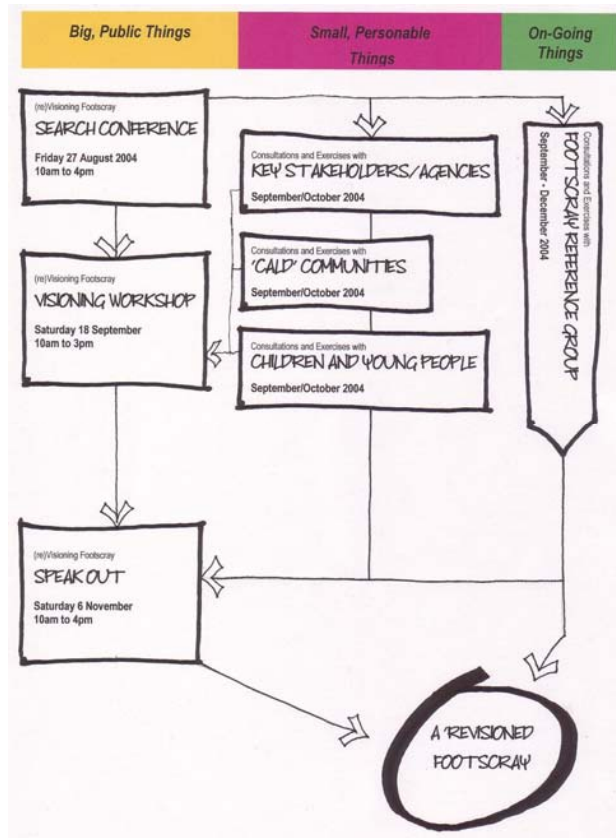 Big, Public Things
Small, Personable
Things
On-Going
Things
(re)Visioning Footscray
SEARCH CONFERENCE
Friday 27 August 2004
10am to 4pm
(re)Visioning Footscray
VISIONING WORKSHOP
Saturday 18 September
10am to 3pm
(re)Visioning Footscray
SPEAK OUT
Saturday 6 November
10am to 4pm
Consultations and Exercises with
KEY STAKEHOLDERS/AGENCIES
September/October 2004
Consultations and Exercises with
'CALD' COMMUNITIES
September/October 2004
Consultations and Exercises with
CHILDREN AND YOUNG PEOPLE
September/October 2004
Consultations and Exercises with
FOOTSCRAY REFERENCE GROUP
September - December 2004
A 'REVISIONED
FOOTSCRAY